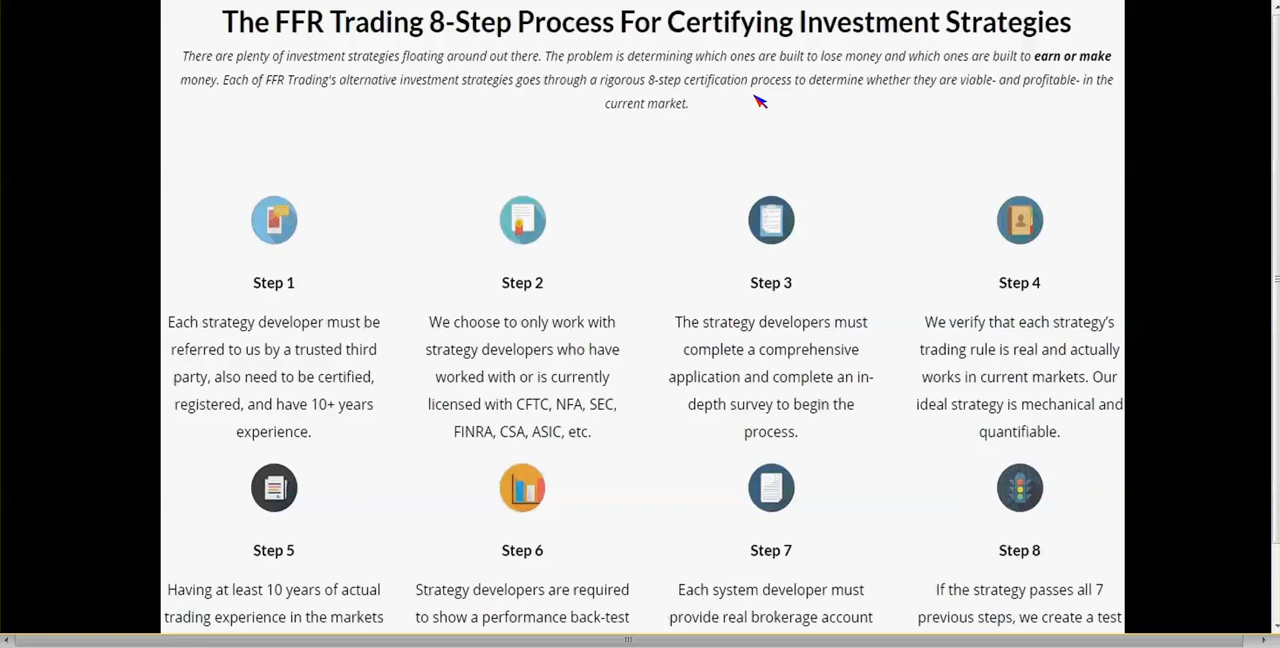 The FFR Trading 8-Step Process For Certifying Investment Strategies
There are plenty of investment strategies floating around out there. The problem is determining which ones are built to lose money and which ones are built to earn or make
money. Each of FFR Trading's alternative investment strategies goes through a rigorous 8-step certification process to determine whether they are viable- and profitable- in the
current market.
Step 1
Each strategy developer must be
referred to us by a trusted third
party, also need to be certified,
registered, and have 10+ years
experience.
Step 2
We choose to only work with
strategy developers who have
worked with or is currently
licensed with CFTC, NFA, SEC,
FINRA, CSA, ASIC, etc.
Step 3
The strategy developers must
complete a comprehensive
application and complete an in-
depth survey to begin the
process.
Step 4
We verify that each strategy’s
trading rule is real and actually
works in current markets. Our
ideal strategy is mechanical and
quantifiable.
Step 5
Having at least 10 years of actual
trading experience in the markets
Step 6
Strategy developers are required
to show a performance back-test
Step 7
Each system developer must
provide real brokerage account
Step 8
If the strategy passes all 7
previous steps, we create a test